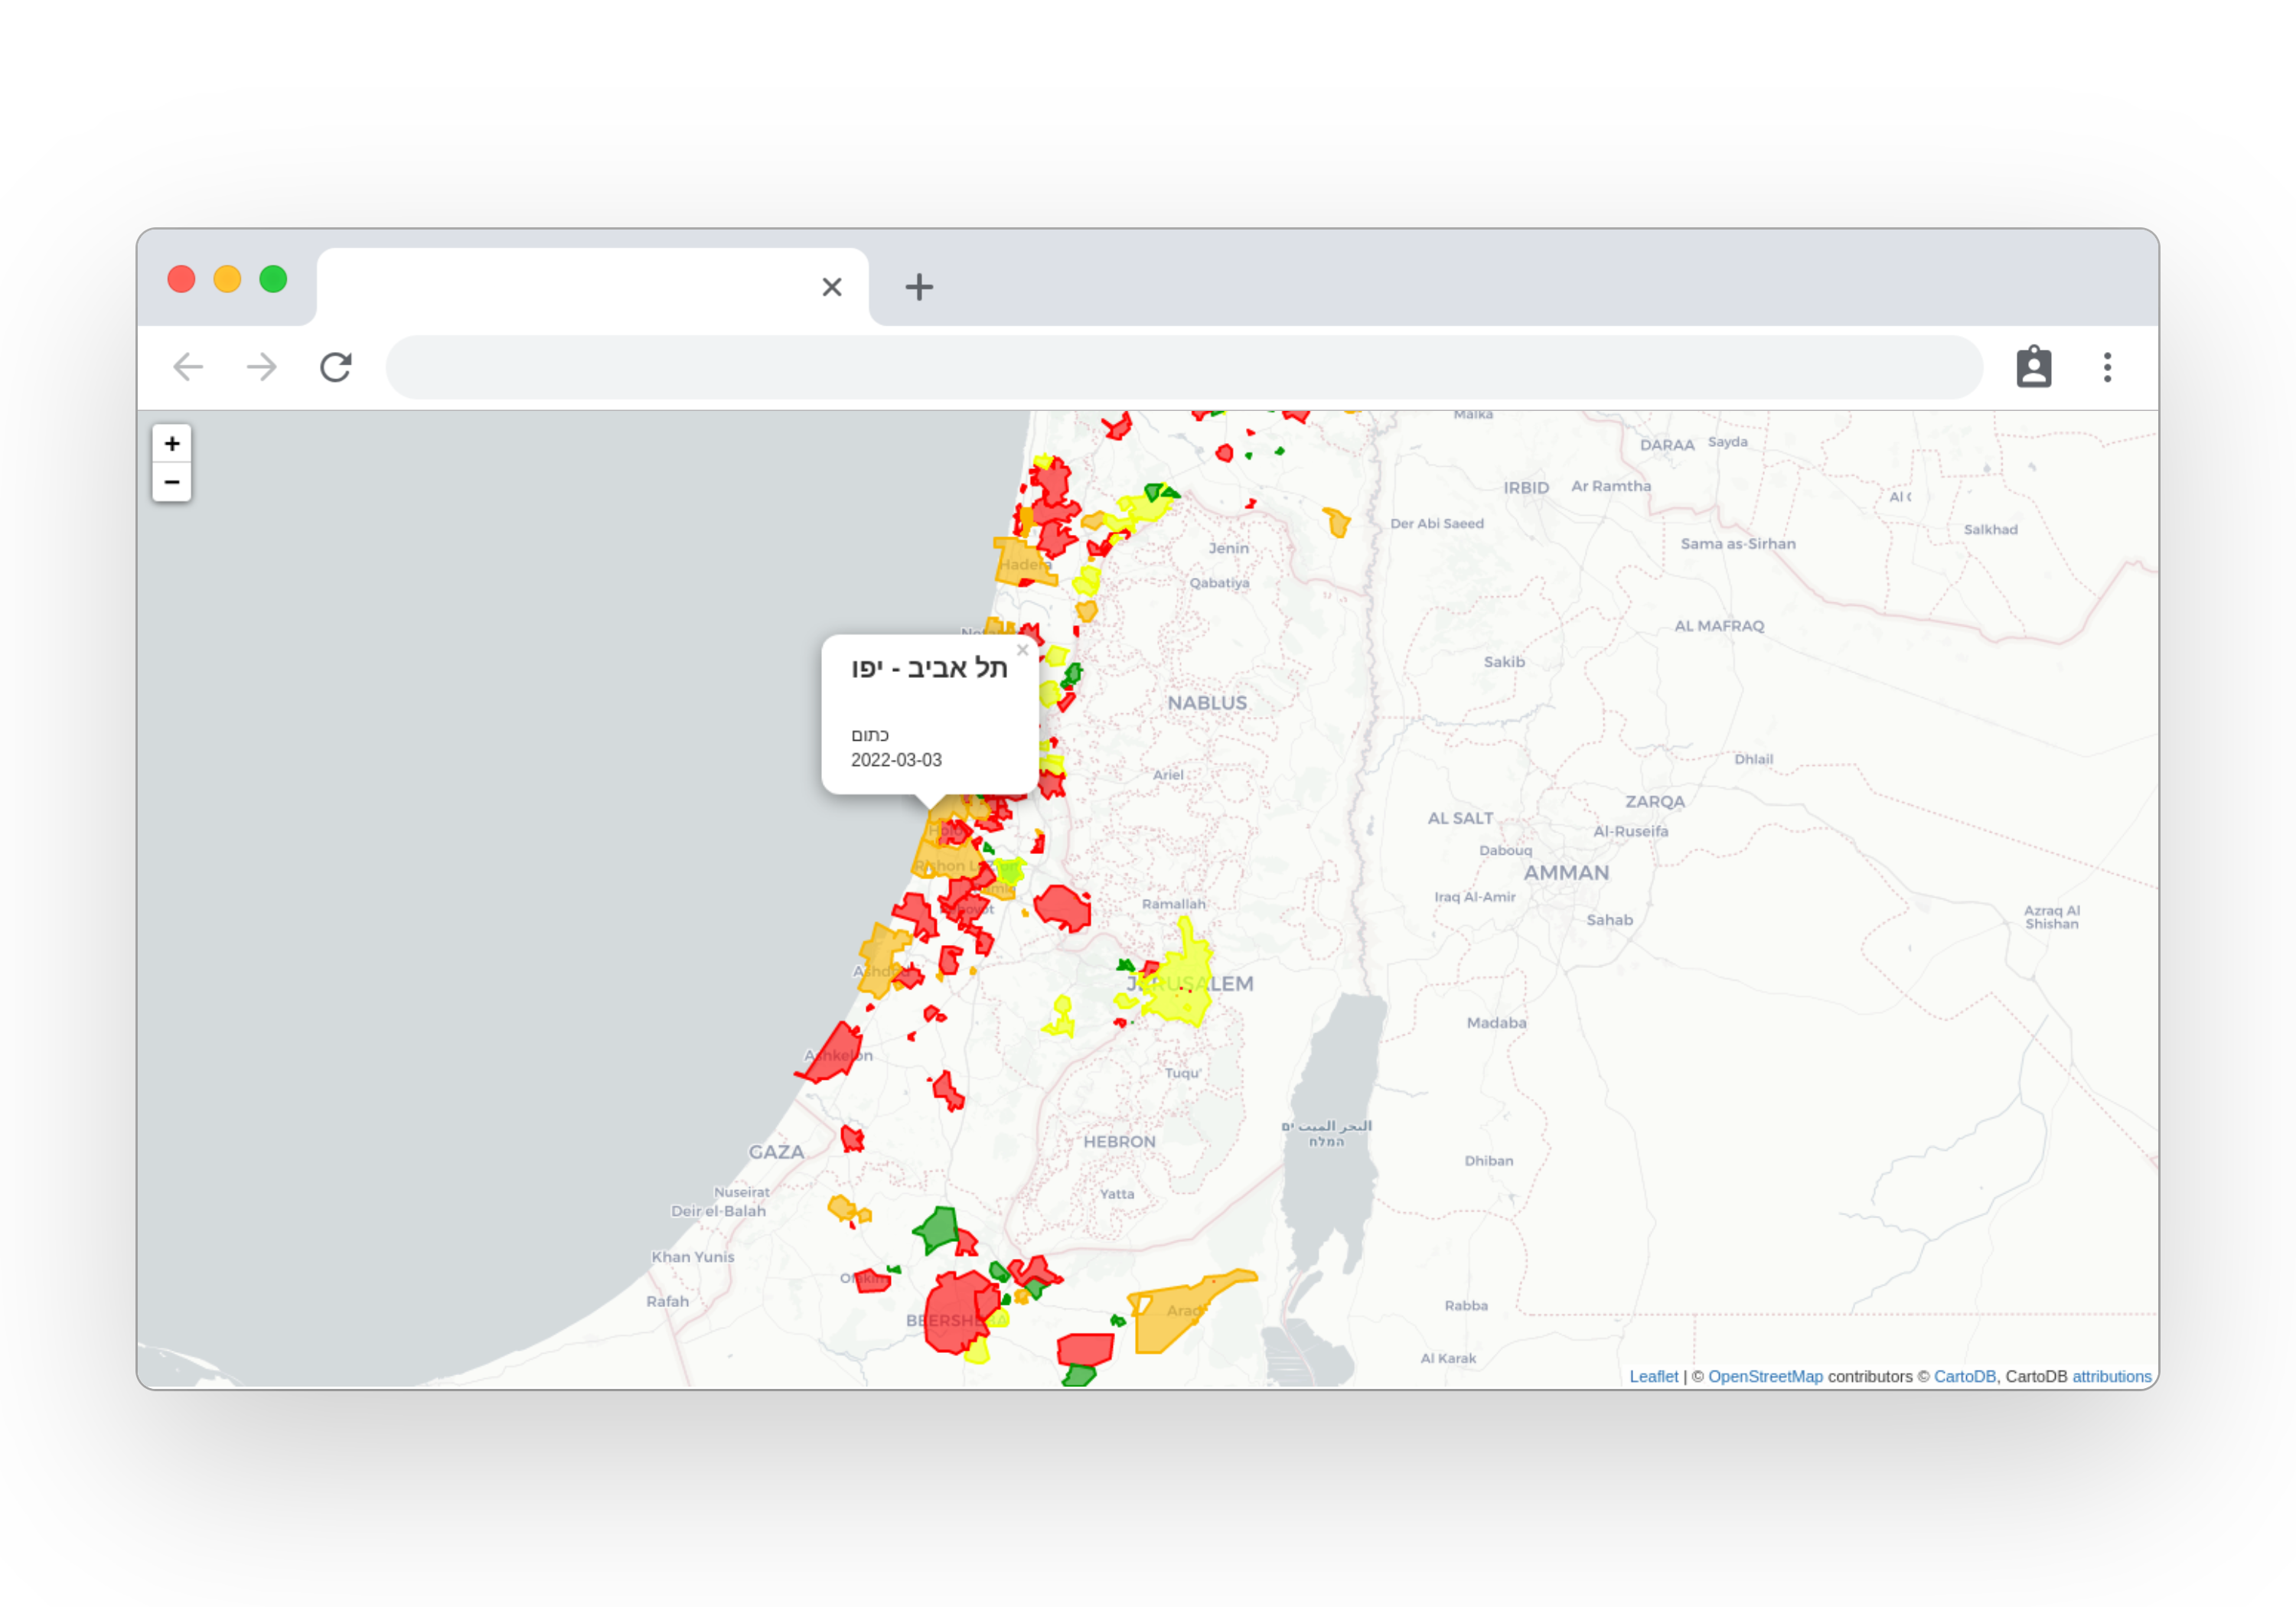 +
−
Malka
DARAA
Sayda
IRBID
Ar Ramtha
Der Abi Saeed
Salkhad
Sama as-Sirhan
Jenin
Hadera
Qabatiya
AL MAFRAQ
Sakib
תל אביב - יפו
כתום
2022-03-03
NABLUS
Ariel
Dhlail
ZARQA
AL SALT
Al-Ruseifa
Dabouq
AMMAN
Iraq Al-Amir
Ramallah
Sahab
Azraq Al
Shishan
JERUSALEM
Madaba
Ashkelon
Tuqu'
البحر الميت ים
המלח
HEBRON
GAZA
Dhiban
Nuseirat
Yatta
Deir el-Balah
Khan Yunis
Rafah
Rabba
Arad
BEERSHEBA
Al Karak
Leaflet | © OpenStreetMap contributors © CartoDB, CartoDB attributions